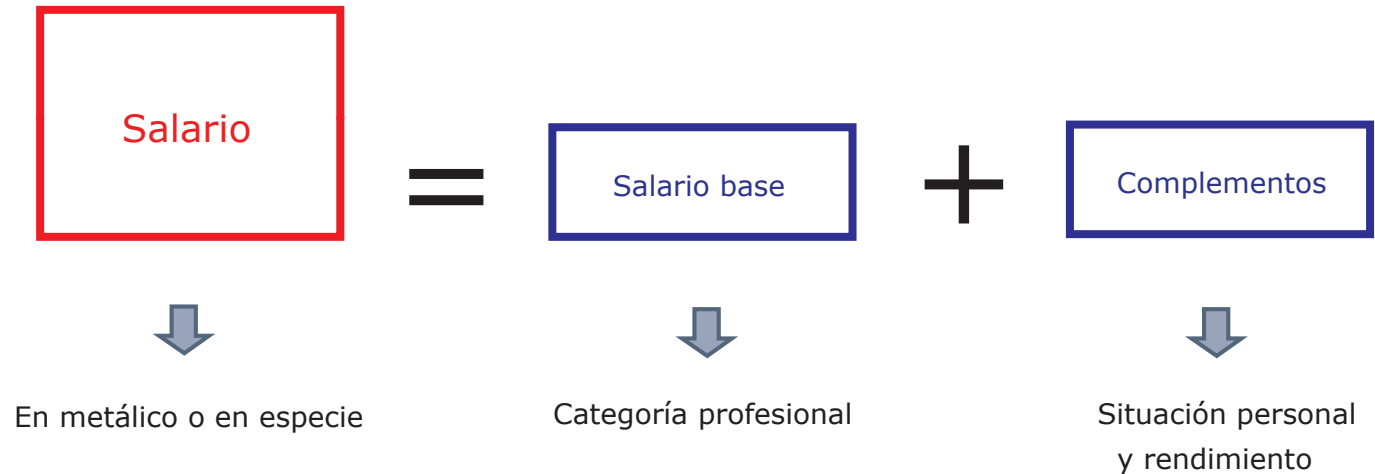 Salario
=
Salario base
+
Complementos
En metálico o en especie
Categoría profesional
Situación personal
y rendimiento